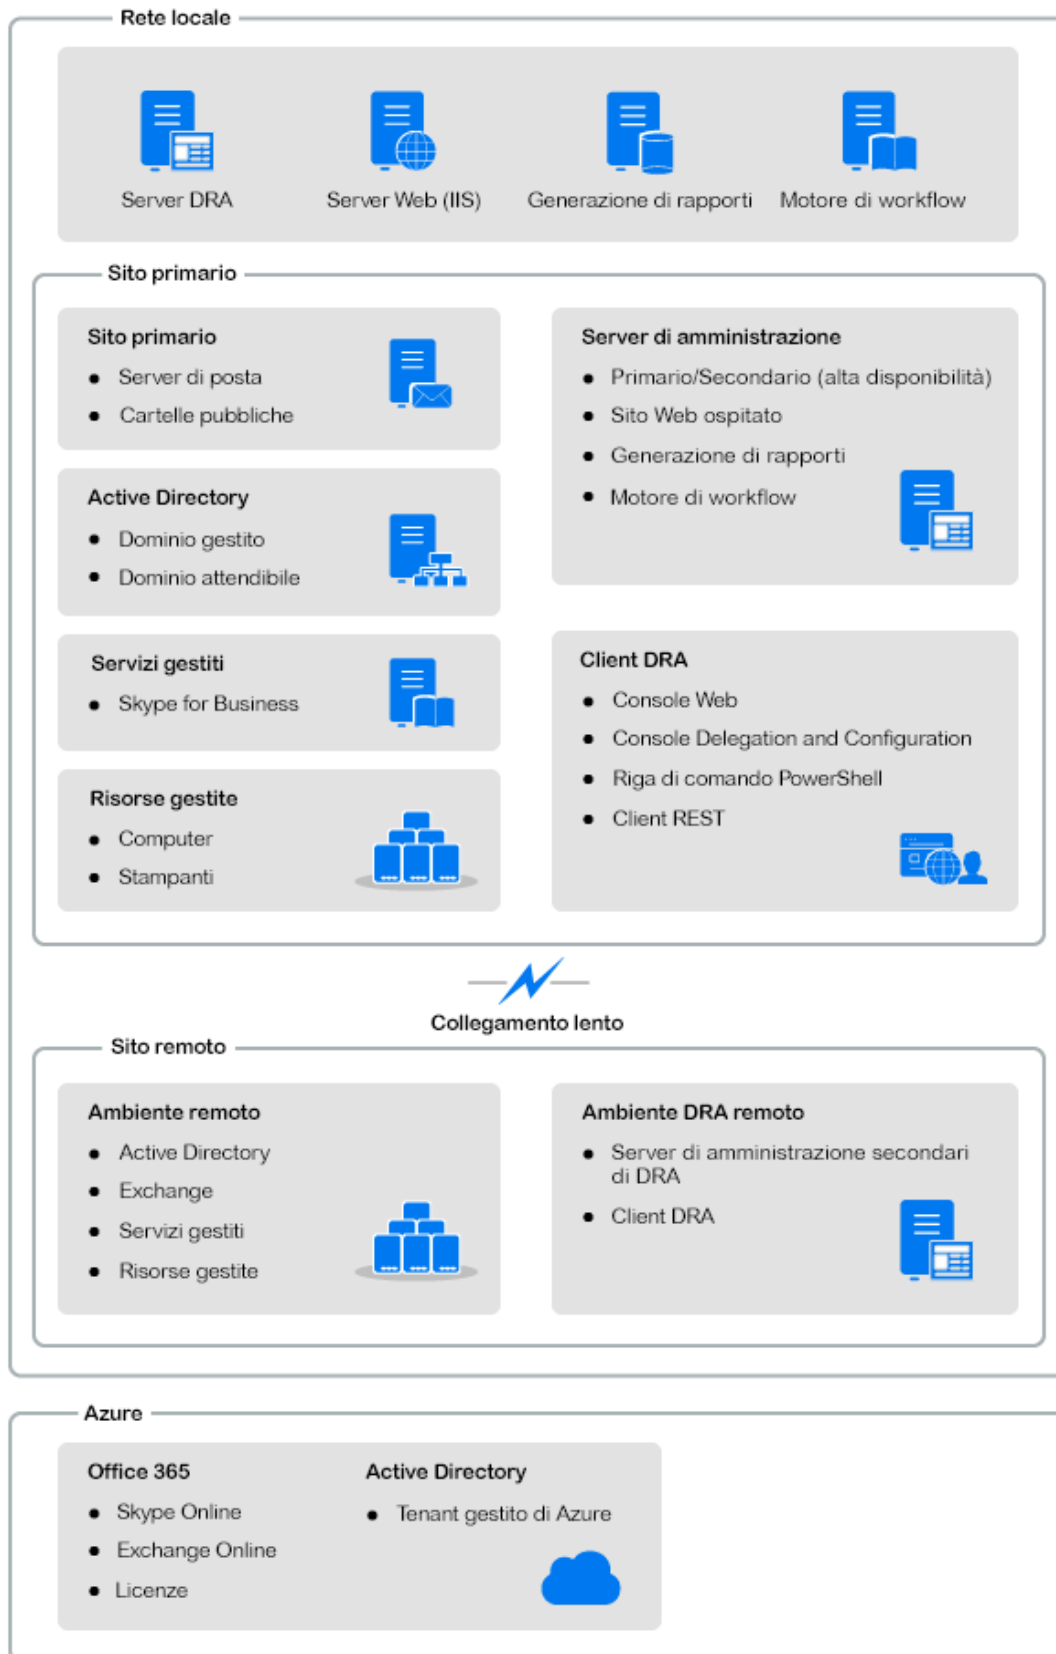 Rete locale
Server DRA
Server Web (IIS)
Generazione di rapporti
Motore di workflow
Sito primario
Sito primario
Server di posta
Cartelle pubbliche
Active Directory
Dominio gestito
Dominio attendibile
Servizi gestiti
Skype for Business
Risorse gestite
Computer
Stampanti
Server di amministrazione
Primario/Secondario (alta disponibilità)
Sito Web ospitato
Generazione di rapporti
Motore di workflow
Client DRA
Console Web
Console Delegation and Configuration
Riga di comando PowerShell
Client REST
Collegamento lento
Sito remoto
Ambiente remoto
Active Directory
Exchange
Servizi gestiti
Risorse gestite
Ambiente DRA remoto
Server di amministrazione secondari
di DRA
Client DRA
Azure
Office 365
Skype Online
Exchange Online
Licenze
Active Directory
Tenant gestito di Azure